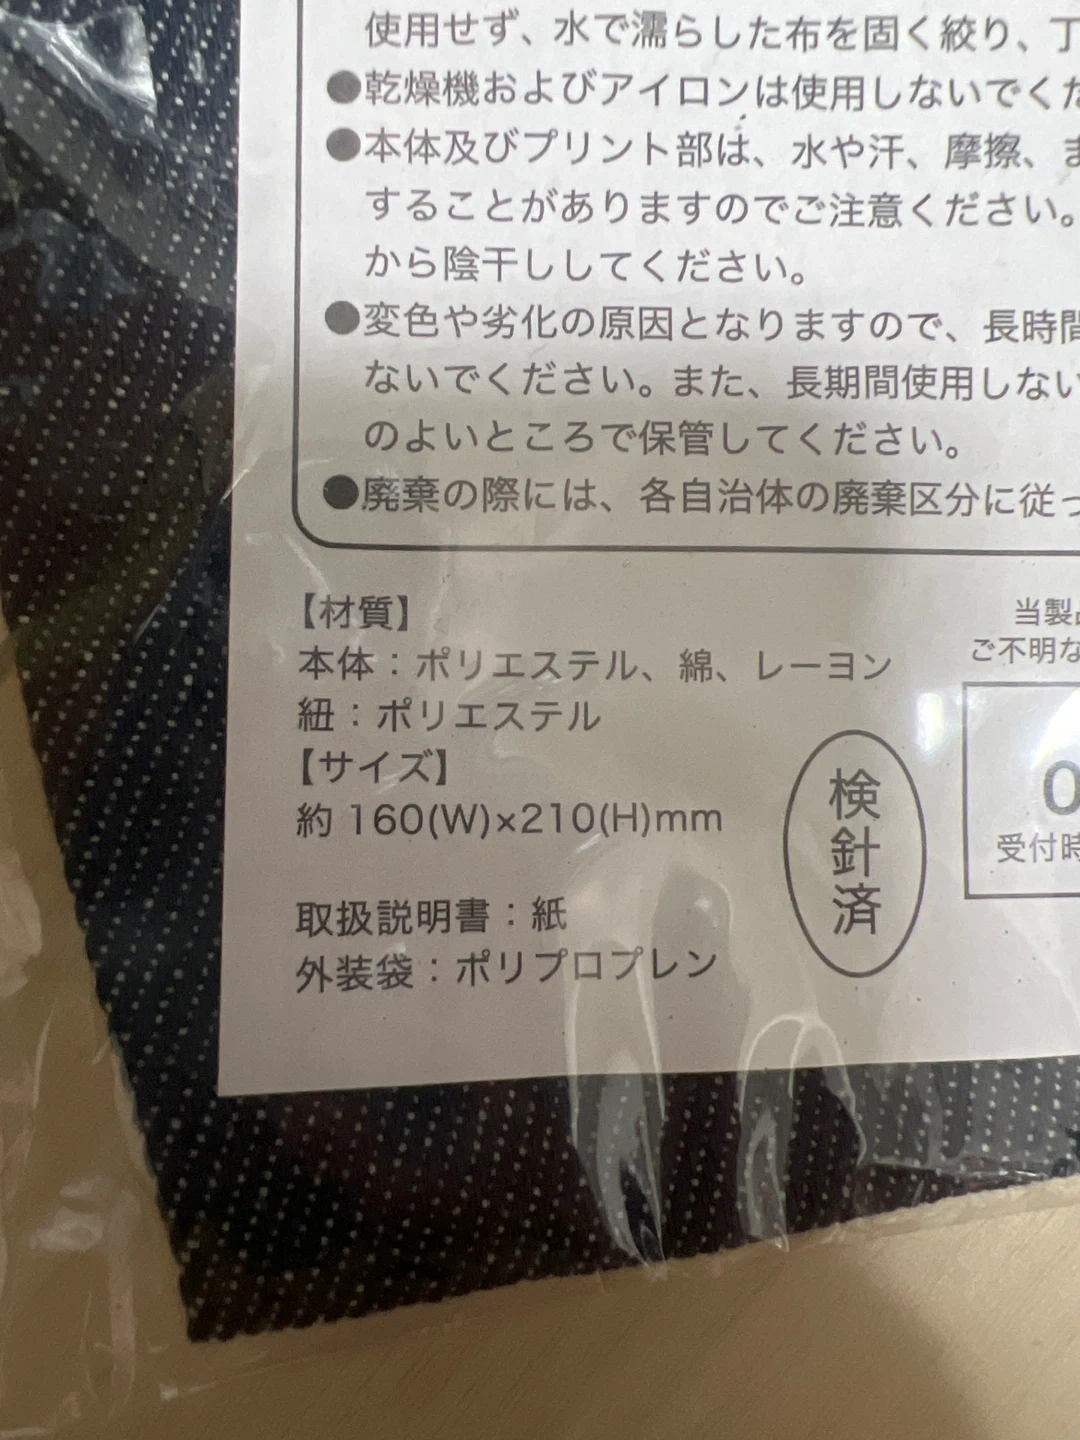 使用せず、水で濡らした布を固く絞り、丁
●乾燥機およびアイロンは使用しないでくだ
●本体及びプリント部は、水や汗、摩擦、ま
することがありますのでご注意ください。
から陰干ししてください。
●変色や劣化の原因となりますので、長時間
ないでください。また、長期間使用しない
のよいところで保管してください。
●廃棄の際には、各自治体の廃棄区分に従っ
【材質】
本体：ポリエステル、綿、レーヨン
紐：ポリエステル
【サイズ】
約160(W)×210(H)mm
取扱説明書：紙
外装袋：ポリプロプレン
検針済
当製品
ご不明な
0
受付時